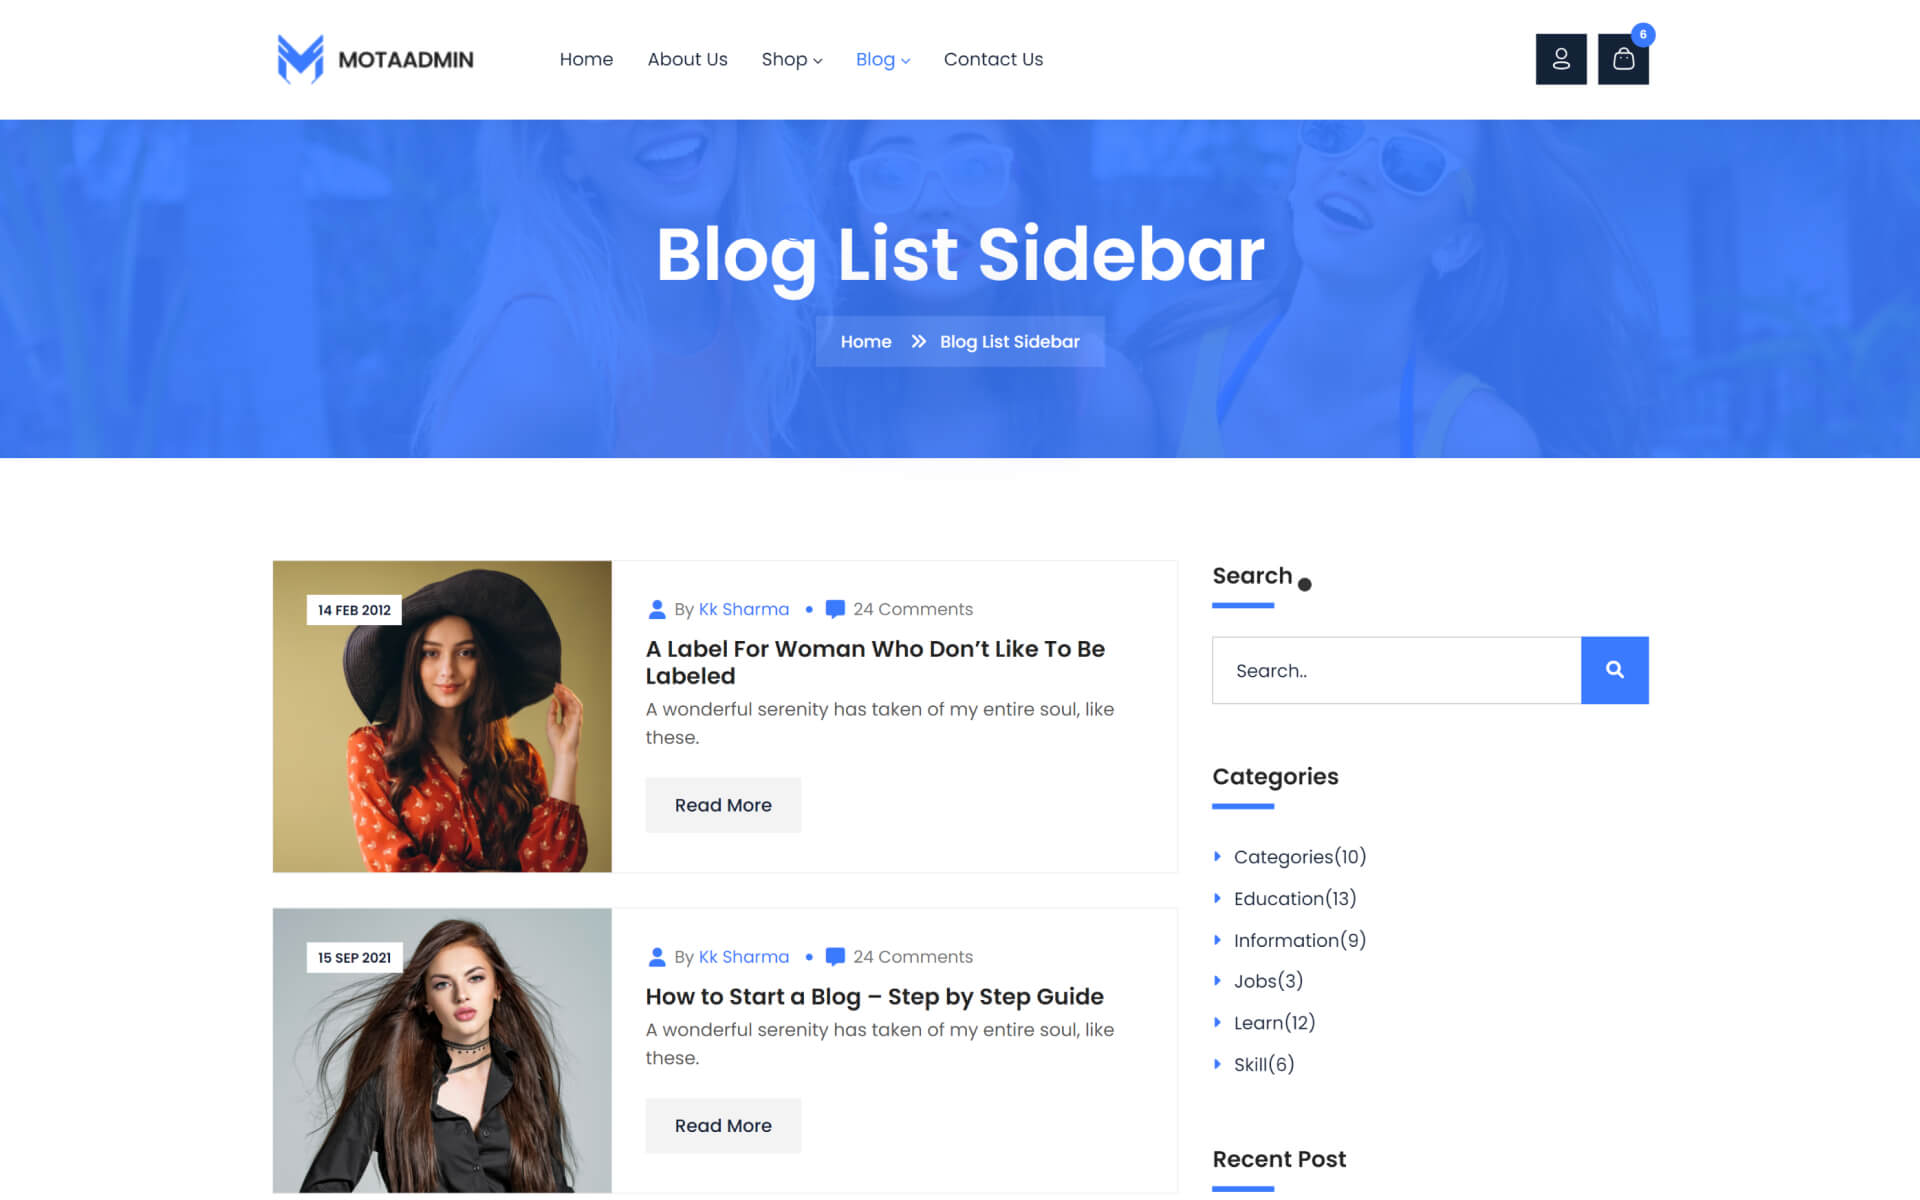 MOTAADMIN
Home
About Us
Shop
Blog
Contact Us
6
Blog List Sidebar
Home
Blog List Sidebar
14 FEB 2012
By Kk Sharma
24 Comments
A Label For Woman Who Don’t Like To Be
Labeled
A wonderful serenity has taken of my entire soul, like
these.
Read More
15 SEP 2021
By Kk Sharma
24 Comments
How to Start a Blog – Step by Step Guide
A wonderful serenity has taken of my entire soul, like
these.
Read More
Search
Search..
Categories
Categories(10)
Education(13)
Information(9)
Jobs(3)
Learn(12)
Skill(6)
Recent Post